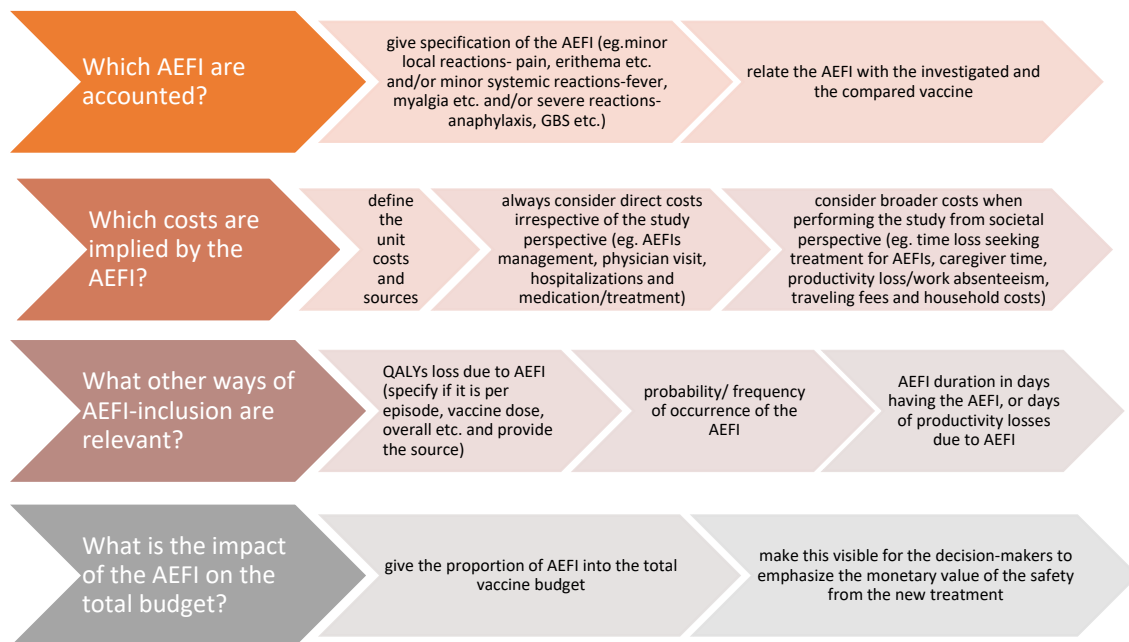 Which AEFI are
accounted?
give specification of the AEFI (eg.minor
local reactions- pain, erithema etc.
and/or minor systemic reactions-fever,
myalgia etc. and/or severe reactions-
anaphylaxis, GBS etc.)
relate the AEFI with the investigated and
the compared vaccine
Which costs are
implied by the
AEFI?
define
the
unit
costs
and
sources
always consider direct costs
irrespective of the study
perspective (eg. AEFIs
management, physician visit,
hospitalizations and
medication/treatment)
consider broader costs when
performing the study from societal
perspective (eg. time loss seeking
treatment for AEFIs, caregiver time,
productivity loss/work absenteeism,
traveling fees and household costs)
What other ways of
AEFI-inclusion are
relevant?
QALYs loss due to AEFI
(specify if it is per
episode, vaccine dose,
overall etc. and provide
the source)
probability/ frequency
of occurrence of the
AEFI
AEFI duration in days
having the AEFI, or days
of productivity losses
due to AEFI
What is the impact
of the AEFI on the
total budget?
give the proportion of AEFI into the total
vaccine budget
make this visible for the decision-makers to
emphasize the monetary value of the safety
from the new treatment